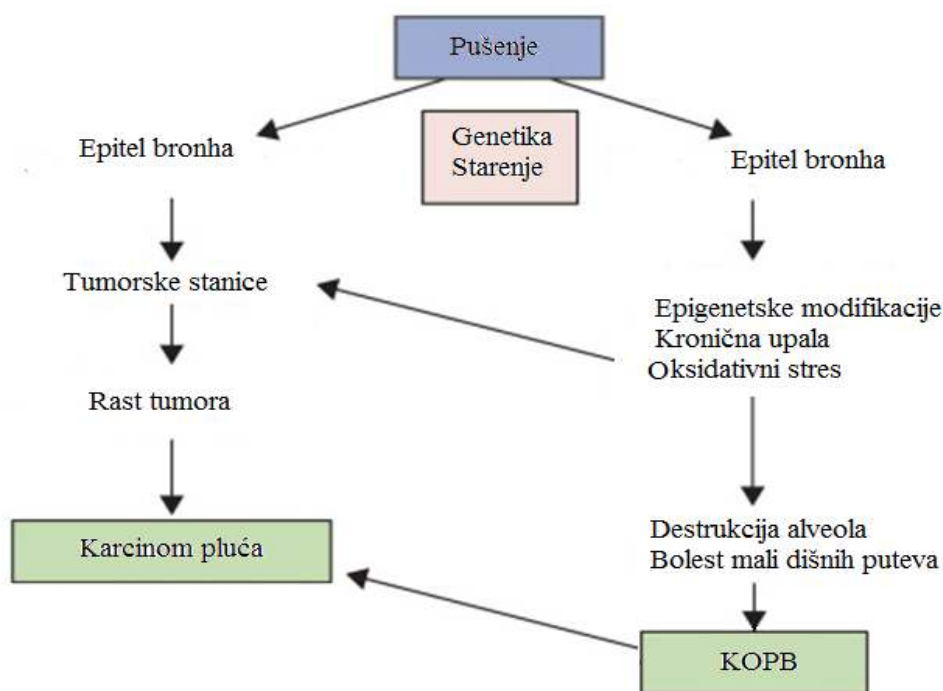 Pušenje
Genetika
Starenje
Epitel bronha
Epitel bronha
Tumorske stanice
Epigenetske modifikacije
Kronična upala
Oksidativni stres
Rast tumora
Karcinom pluća
Destrukcija alveola
Bolest mali dišnih puteva
KOPB